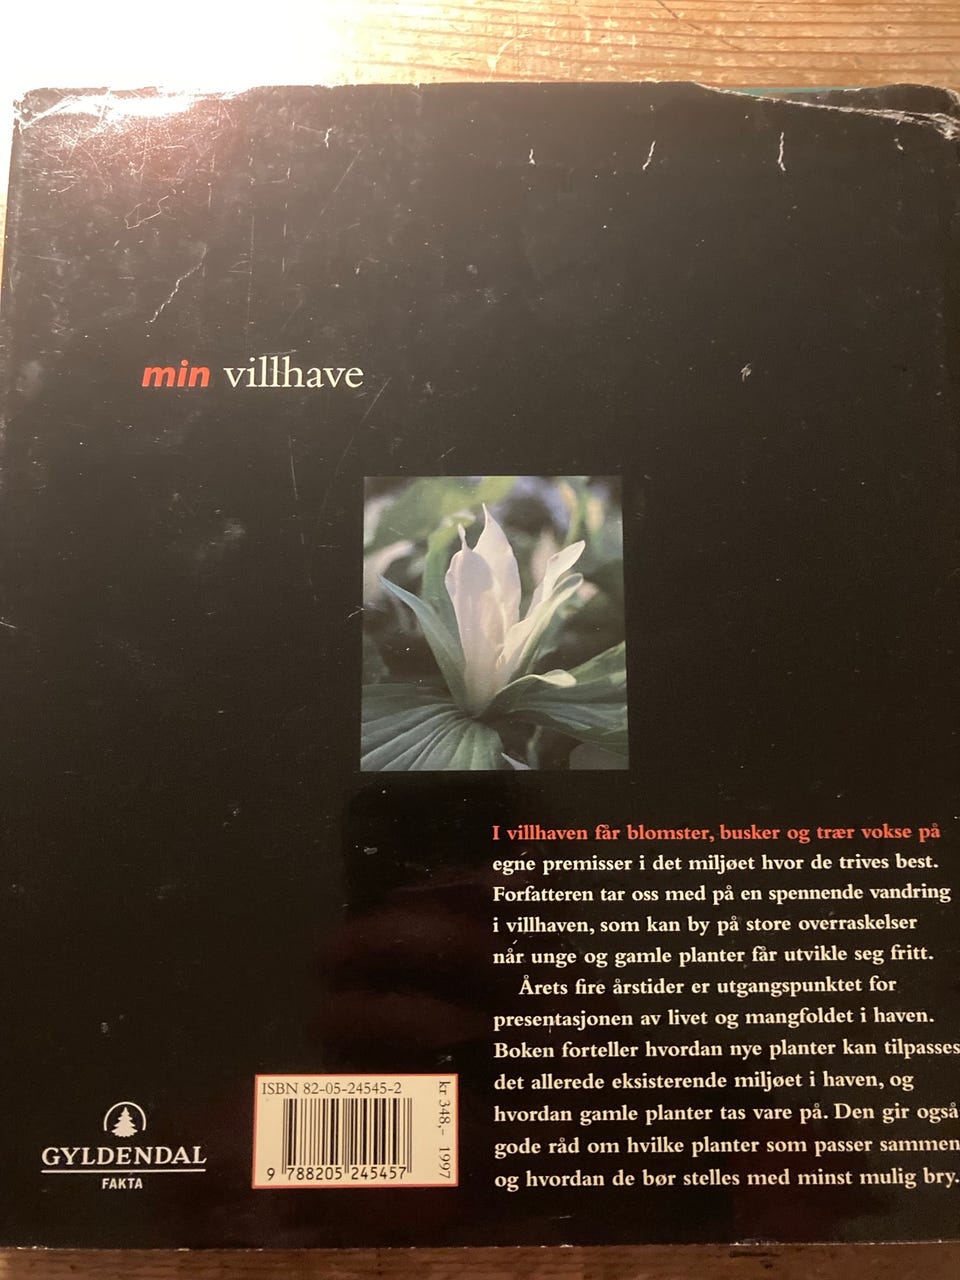 min villhave
I villhaven får blomster, busker og trær vokse på
egne premisser i det miljøet hvor de trives best.
Forfatteren tar oss med på en spennende vandring
i villhaven, som kan by på store overraskelser
når unge og gamle planter får utvikle seg fritt.
Årets fire årstider er utgangspunktet for
presentasjonen av livet og mangfoldet i haven.
Boken forteller hvordan nye planter kan tilpasses
det allerede eksisterende miljøet i haven, og
hvordan gamle planter tas vare på. Den gir også
gode råd om hvilke planter som passer sammen
og hvordan de bør stelles med minst mulig bry.
ISBN 82-05-24545-2
9 788205 245457
kr 348,- 1997
GYLDENDAL
FAKTA